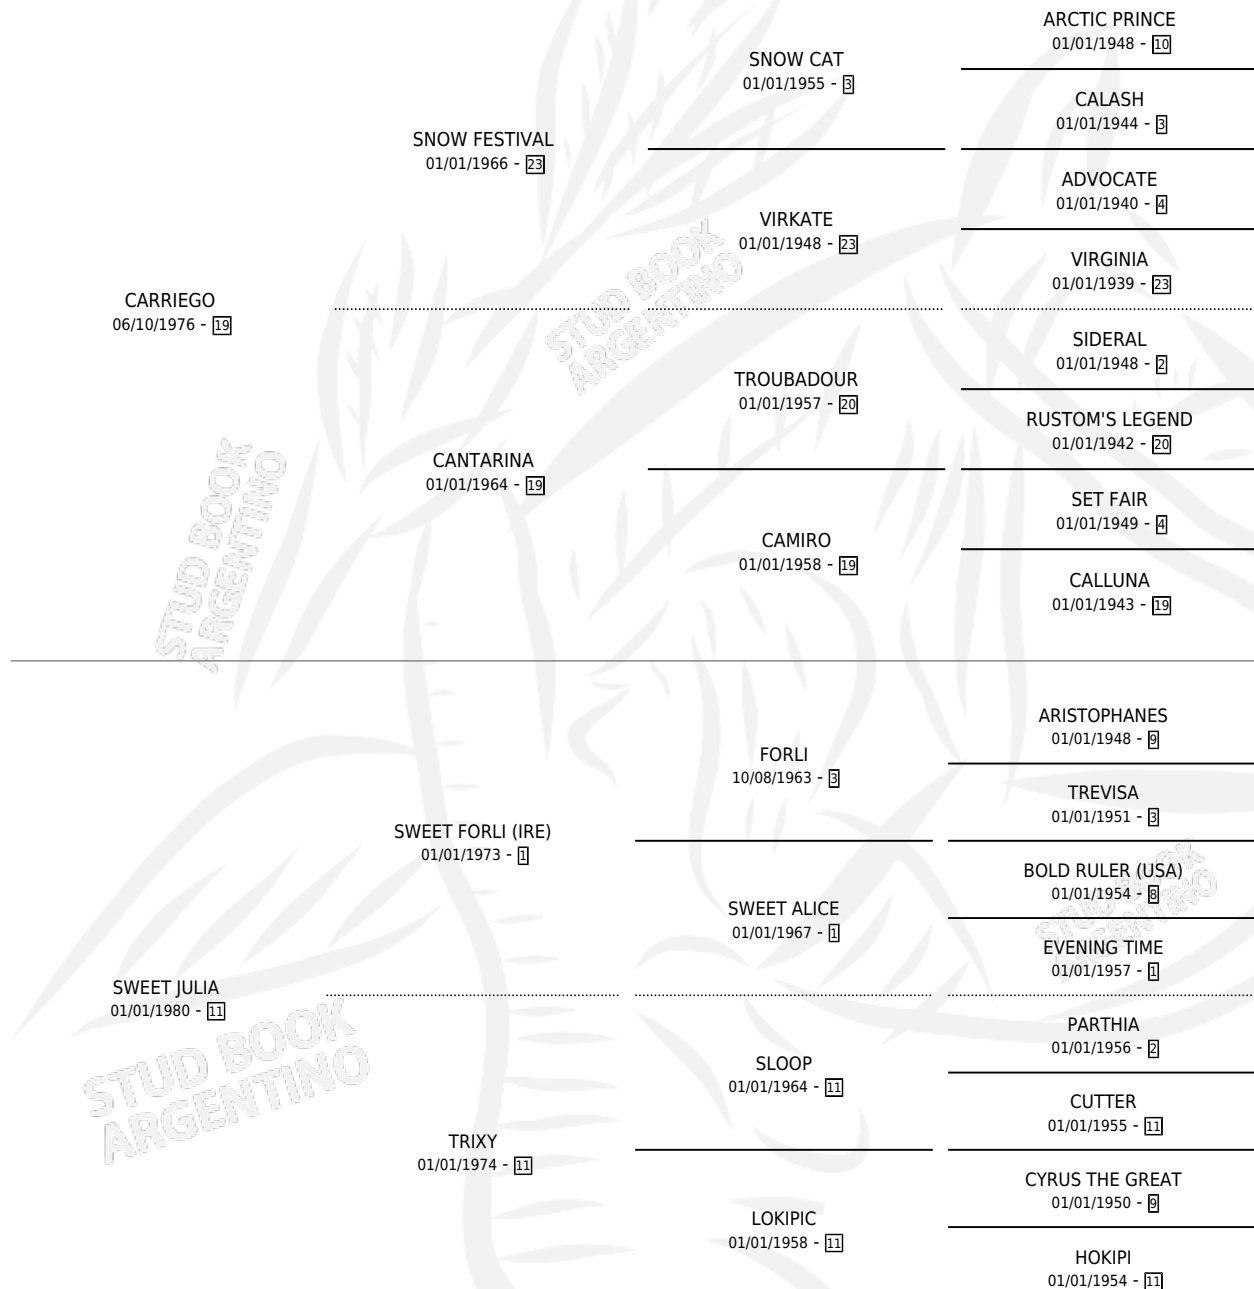 ARCTIC PRINCE
01/01/1948 - 10
SNOW CAT
01/01/1955 - 3
CALASH
01/01/1944 - 3
SNOW FESTIVAL
01/01/1966 - 23
ADVOCATE
01/01/1940 - 4
VIRKATE
01/01/1948 - 23
VIRGINIA
01/01/1939 - 23
CARRIEGO
06/10/1976 - 19
SIDERAL
01/01/1948 - 2
TROUBADOUR
01/01/1957 - 20
RUSTOM'S LEGEND
01/01/1942 - 20
CANTARINA
01/01/1964 - 19
SET FAIR
01/01/1949 - 4
CAMIRO
01/01/1958 - 19
CALLUNA
01/01/1943 - 19
ARISTOPHANES
01/01/1948 - 9
FORLI
10/08/1963 - 3
TREVISA
01/01/1951 - 3
SWEET FORLI (IRE)
01/01/1973 - 1
BOLD RULER (USA)
01/01/1954 - 8
SWEET ALICE
01/01/1967 - 1
EVENING TIME
01/01/1957 - 1
SWEET JULIA
01/01/1980 - 11
PARTHIA
01/01/1956 - 2
SLOOP
01/01/1964 - 11
CUTTER
01/01/1955 - 11
TRIXY
01/01/1974 - 11
CYRUS THE GREAT
01/01/1950 - 9
LOKIPIC
01/01/1958 - 11
HOKIPI
01/01/1954 - 11
STUD BOOK
ARGENTINO
STUD BOOK
ARGENTINO
STUD BOOK
ARGENTINO
STUD BOOK
ARGENTINO